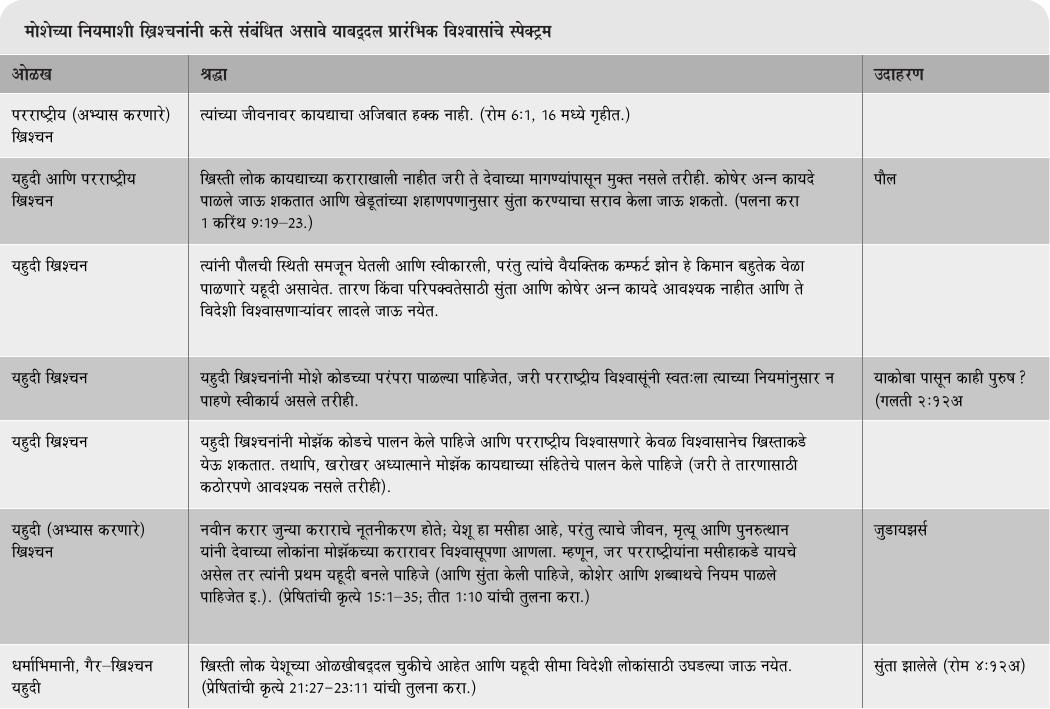 मोशेच्या नियमाशी ख्रिश्चनांनी कसे संबंधित असावे याबद्दल प्रारंभिक विश्वासांचे स्पेक्ट्रम
ओळख श्रद्धा उदाहरण
परराष्ट्रीय (अभ्यास करणारे) त्यांच्या जीवनावर कायद्याचा अजिबात हक्क नाही. (रोम 6:1, 16 मध्ये गृहीत.)
ख्रिश्चन
यहुदी आणि परराष्ट्रीय ख्रिस्ती लोक कायद्याच्या कराराखाली नाहीत जरी ते देवाच्या मागण्यांपासून मुक्त नसले तरीही. कोषेर अन्न कायदे पौल
ख्रिश्चन पाळले जाऊ शकतात आणि खेडूतांच्या शहाणपणानुसार सुंता करण्याचा सराव केला जाऊ शकतो. (पलना करा
1 करिंथ 9:19–23.)
यहुदी ख्रिश्चन त्यांनी पौलची स्थिती समजून घेतली आणि स्वीकारली, परंतु त्यांचे वैयक्तिक कम्फर्ट झोन हे किमान बहुतेक वेळा
पाळणारे यहूदी असावेत. तारण किंवा परिपक्वतेसाठी सुंता आणि कोषेर अन्न कायदे आवश्यक नाहीत आणि ते
विदेशी विश्वासणाऱ्यांवर लादले जाऊ नयेत.
यहुदी ख्रिश्चन यहुदी ख्रिश्चनांनी मोशे कोडच्या परंपरा पाळल्या पाहिजेत, जरी परराष्ट्रीय विश्वासूंनी स्वतःला त्याच्या नियमांनुसार न याकोबा पासून काही पुरुष?
पाहणे स्वीकार्य असले तरीही. (गलती २:१२अ
यहुदी ख्रिश्चन यहुदी ख्रिश्चनांनी मोझॅक कोडचे पालन केले पाहिजे आणि परराष्ट्रीय विश्वासणारे केवळ विश्वासानेच ख्रिस्ताकडे
येऊ शकतात. तथापि, खरोखर अध्यात्माने मोझॅक कायद्याच्या संहितेचे पालन केले पाहिजे (जरी ते तारणासाठी
कठोरपणे आवश्यक नसले तरीही).
यहुदी (अभ्यास करणारे) नवीन करार जुन्या कराराचे नूतनीकरण होते; येशू हा मसीहा आहे, परंतु त्याचे जीवन, मृत्यू आणि पुनरुत्थान जुडायझर्स
ख्रिश्चन यांनी देवाच्या लोकांना मोझॅकच्या करारावर विश्वासूपणा आणला. म्हणून, जर परराष्ट्रीयांना मसीहाकडे यायचे
असेल तर त्यांनी प्रथम यहूदी बनले पाहिजे (आणि सुंता केली पाहिजे, कोशेर आणि शब्बाथचे नियम पाळले
पाहिजेत इ.). (प्रेषितांची कृत्ये 15:1–35; तीत 1:10 यांची तुलना करा.)
धर्माभिमानी, गैर–ख्रिश्चन ख्रिस्ती लोक येशूच्या ओळखीबद्दल चुकीचे आहेत आणि यहूदी सीमा विदेशी लोकांसाठी उघडल्या जाऊ नयेत. सुंता झालेले (रोम ४:१२अ)
यहुदी (प्रेषितांची कृत्ये 21:27–23:11 यांची तुलना करा.)